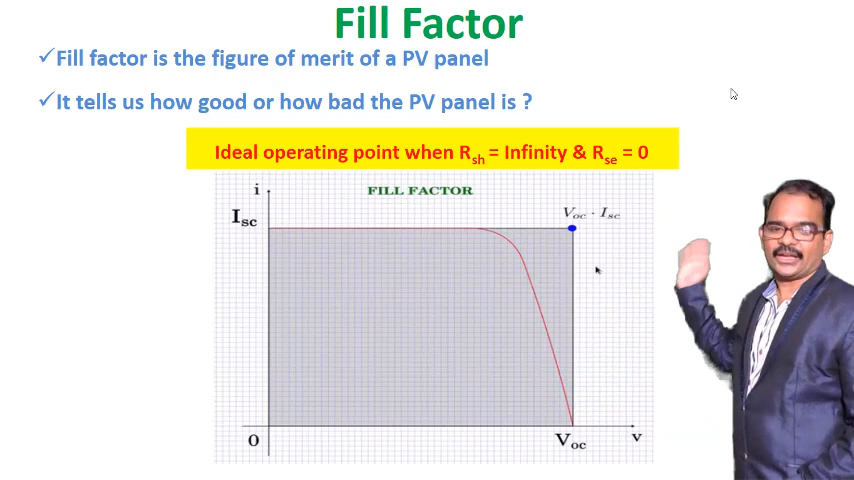 Fill Factor
✓Fill factor is the figure of merit of a PV panel
✓It tells us how good or how bad the PV panel is ?
Ideal operating point when Rsh = Infinity & Rse = 0
i
FILL FACTOR
Isc
Voc · Isc
0
Voc
v